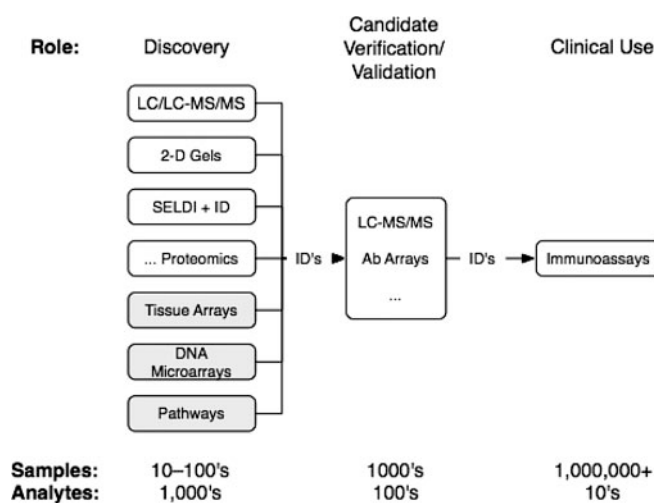 Role: Discovery Candidate Verification/ Validation Clinical Use
LC/LC-MS/MS
2-D Gels
SELDI + ID
... Proteomics
Tissue Arrays
DNA
Microarrays
Pathways
ID's
LC-MS/MS
Ab Arrays
...
ID's
Immunoassays
Samples: 10–100's 1000's 1,000,000+
Analytes: 1,000's 100's 10's